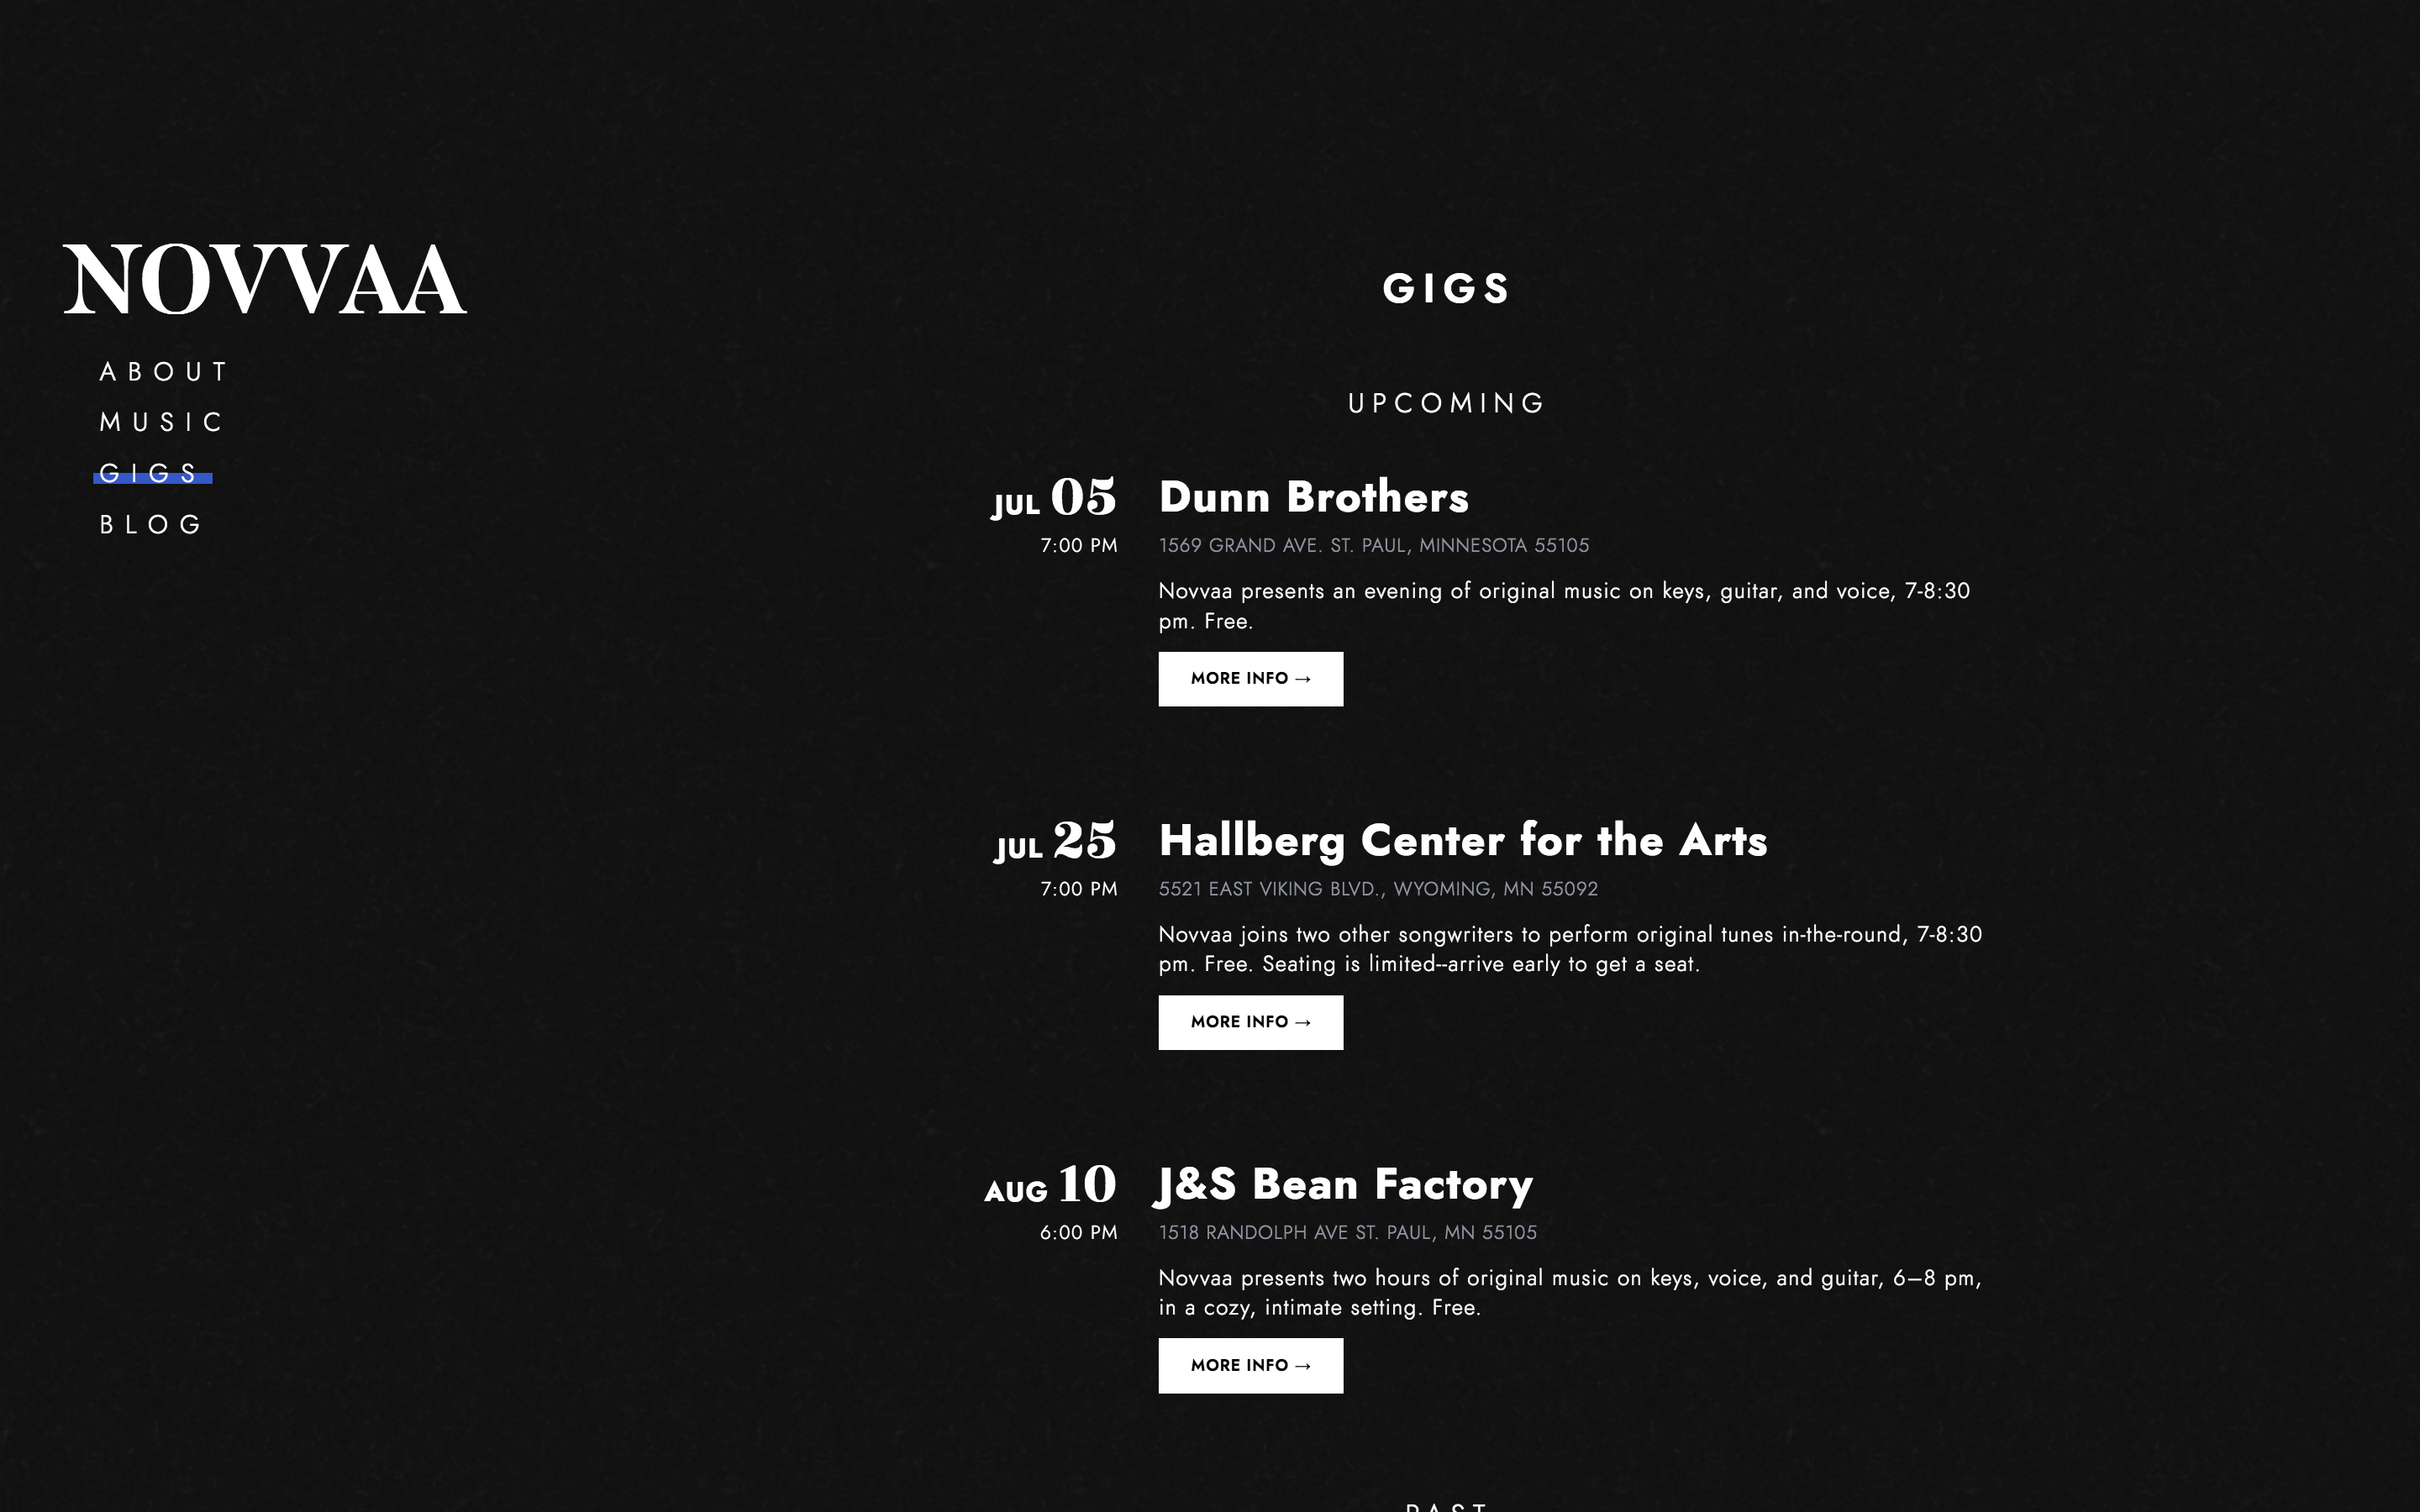 NOVVAA
ABOUT
MUSIC
GIGS
BLOG
GIGS
UPCOMING
JUL 05
7:00 PM
Dunn Brothers
1569 GRAND AVE. ST. PAUL, MINNESOTA 55105
Novvaa presents an evening of original music on keys, guitar, and voice, 7-8:30
pm. Free.
MORE INFO →
JUL 25
7:00 PM
Hallberg Center for the Arts
5521 EAST VIKING BLVD., WYOMING, MN 55092
Novvaa joins two other songwriters to perform original tunes in-the-round, 7-8:30
pm. Free. Seating is limited--arrive early to get a seat.
MORE INFO →
AUG 10
6:00 PM
J&S Bean Factory
1518 RANDOLPH AVE ST. PAUL, MN 55105
Novvaa presents two hours of original music on keys, voice, and guitar, 6–8 pm,
in a cozy, intimate setting. Free.
MORE INFO →
PAST